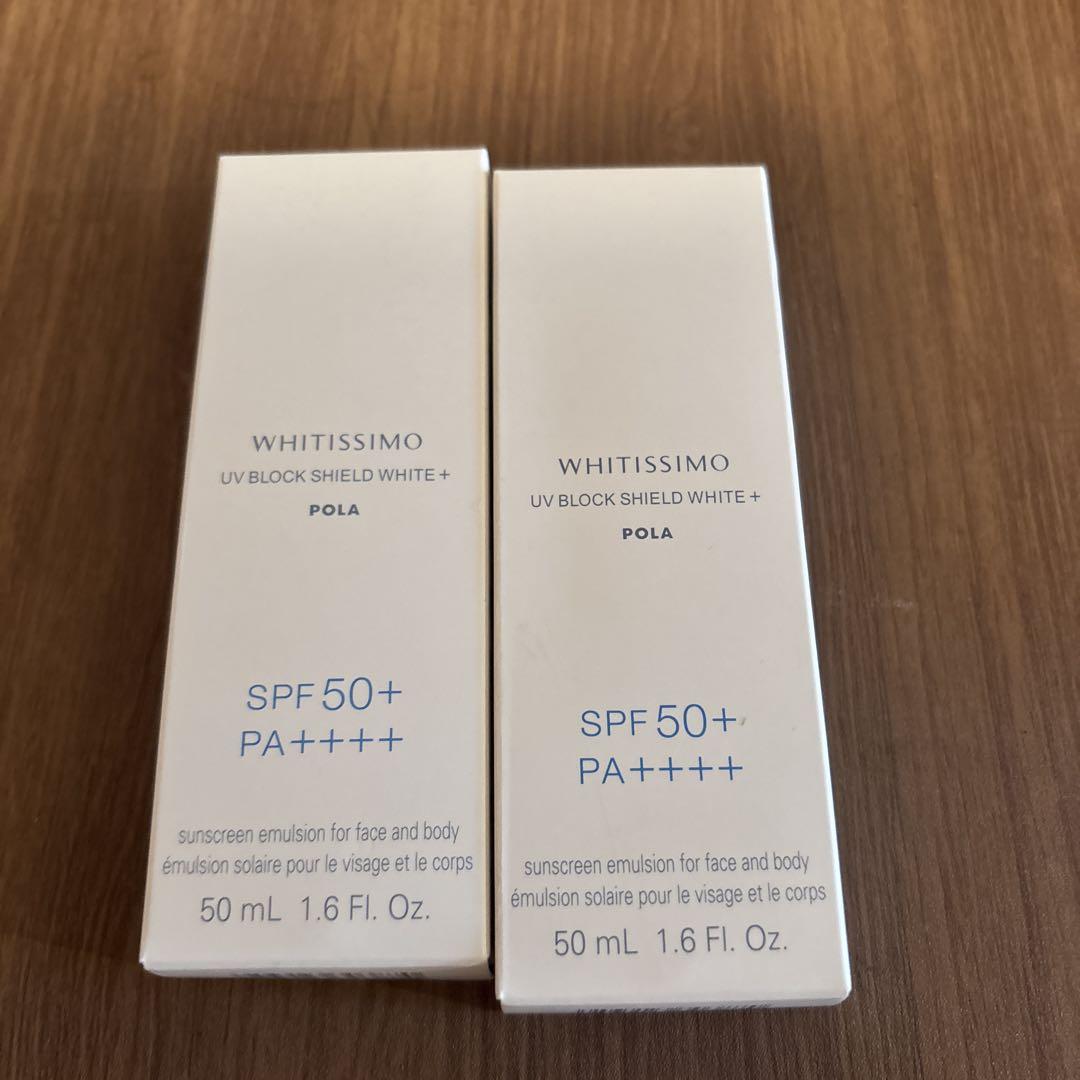 WHITISSIMO
UV BLOCK SHIELD WHITE +
POLA
SPF 50+
PA++++
sunscreen emulsion for face and body
émulsion solaire pour le visage et le corps
50 mL 1.6 Fl. Oz.
WHITISSIMO
UV BLOCK SHIELD WHITE +
POLA
SPF 50+
PA++++
sunscreen emulsion for face and body
émulsion solaire pour le visage et le corps
50 mL 1.6 Fl. Oz.